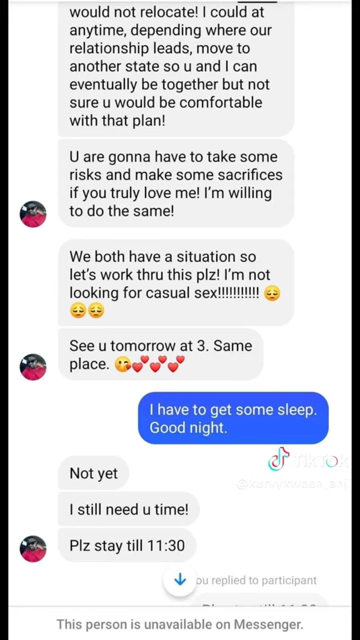 would not relocate! I could at
anytime, depending where our
relationship leads, move to
another state so u and I can
eventually be together but not
sure u would be comfortable
with that plan!
U are gonna have to take some
risks and make some sacrifices
if you truly love me! I'm willing
to do the same!
We both have a situation so
let's work thru this plz! I'm not
looking for casual sex!!!!!!!!!!! 😔
😔😔
See u tomorrow at 3. Same
place. 😘💕💕💕
I have to get some sleep.
Good night.
TikTok
Not yet
I still need u time!
Plz stay till 11:30
ou replied to participant
This person is unavailable on Messenger.